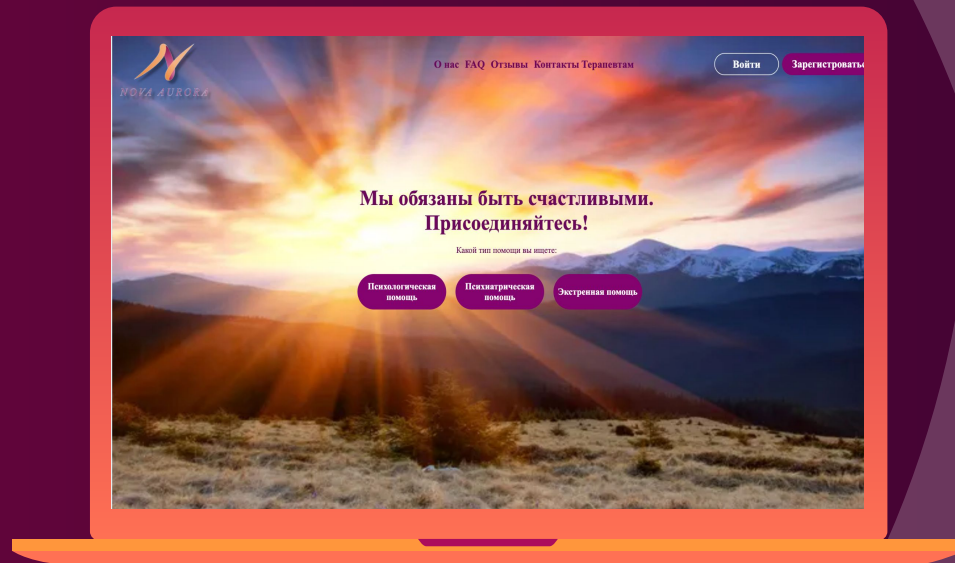 NOVA AURORA
О нас FAQ Отзывы Контакты Терапевтам
Войти
Зарегистроватьс
Мы обязаны быть счастливыми.
Присоединяйтесь!
Какой тип помощи вы ищете:
Психологическая
помощь
Психиатрическая
помощь
Экстренная помощь